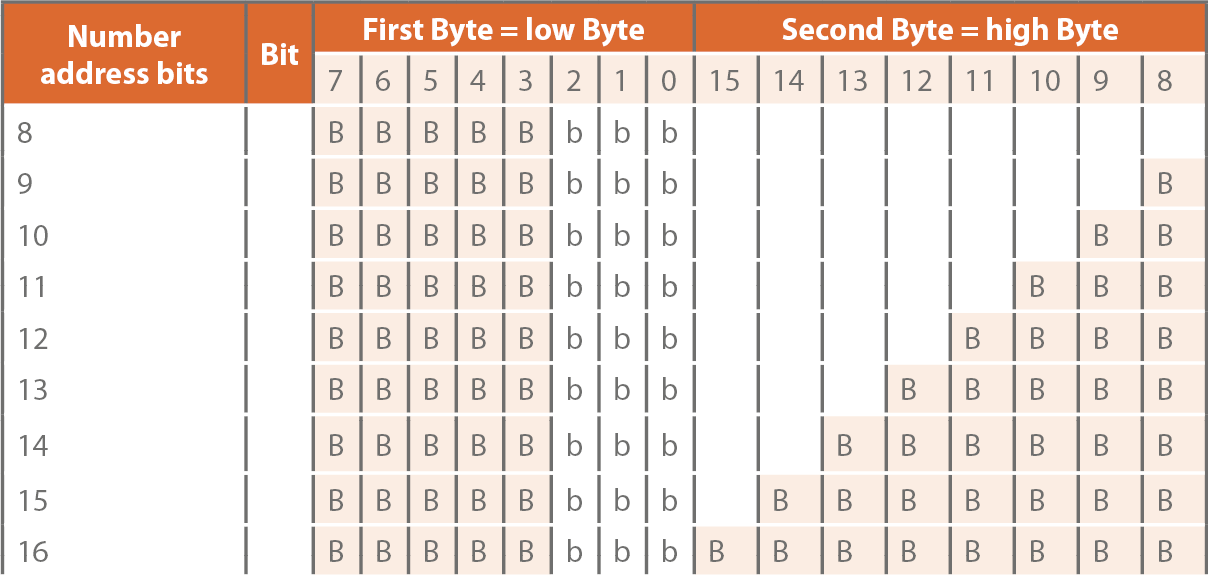 Number address bits Bit First Byte = low Byte Second Byte = high Byte
7 6 5 4 3 2 1 0 15 14 13 12 11 10 9 8
8 B B B B B b b b
9 B B B B B b b b B
10 B B B B B b b b B B
11 B B B B B b b b B B B
12 B B B B B b b b B B B B
13 B B B B B b b b B B B B B
14 B B B B B b b b B B B B B B
15 B B B B B b b b B B B B B B B
16 B B B B B b b b B B B B B B B B